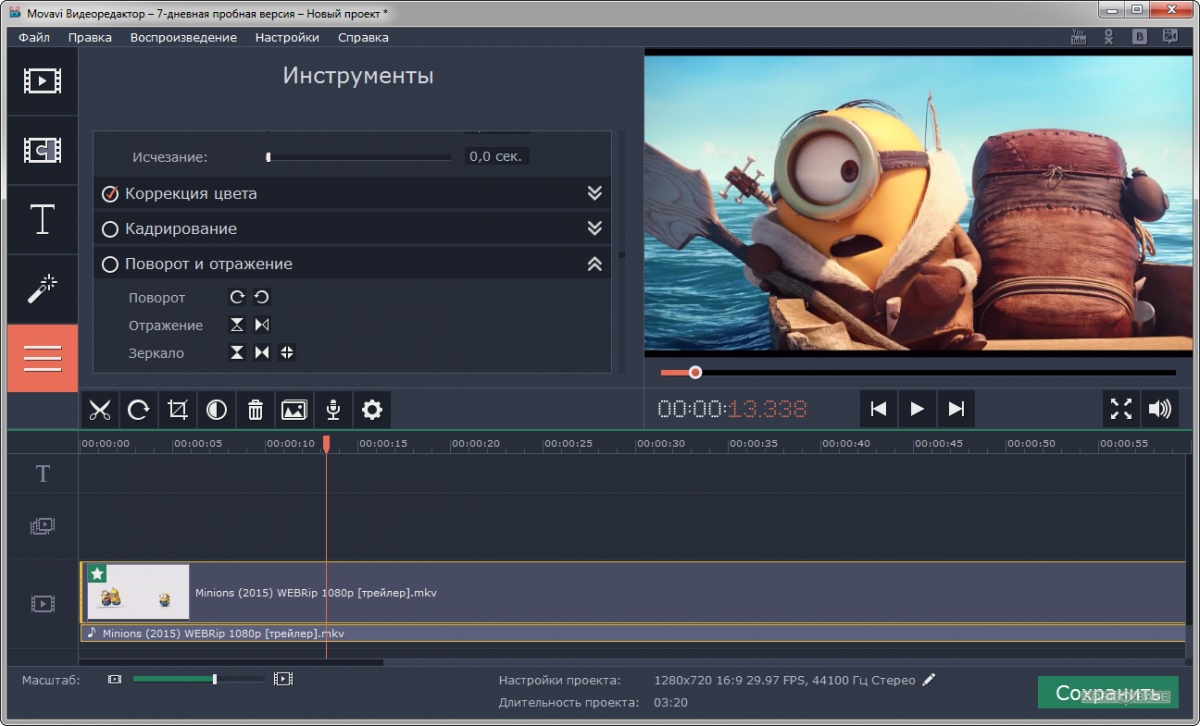 Movavi Видеоредактор – 7-дневная пробная версия – Новый проект *
Файл Правка Воспроизведение Настройки Справка
You Tube
B
Инструменты
Исчезание: 0,0 сек.
Коррекция цвета
Кадрирование
Поворот и отражение
Поворот
Отражение
Зеркало
00:00:13.338
00:00:00 00:00:05 00:00:10 00:00:15 00:00:20 00:00:25 00:00:30 00:00:35 00:00:40 00:00:45 00:00:50 00:00:55
T
Minions (2015) WEBRip 1080p [трейлер].mkv
Minions (2015) WEBRip 1080p [трейлер].mkv
Масштаб:
Настройки проекта: 1280x720 16:9 29.97 FPS, 44100 Гц Стерео
Длительность проекта: 03:20
Сохранить